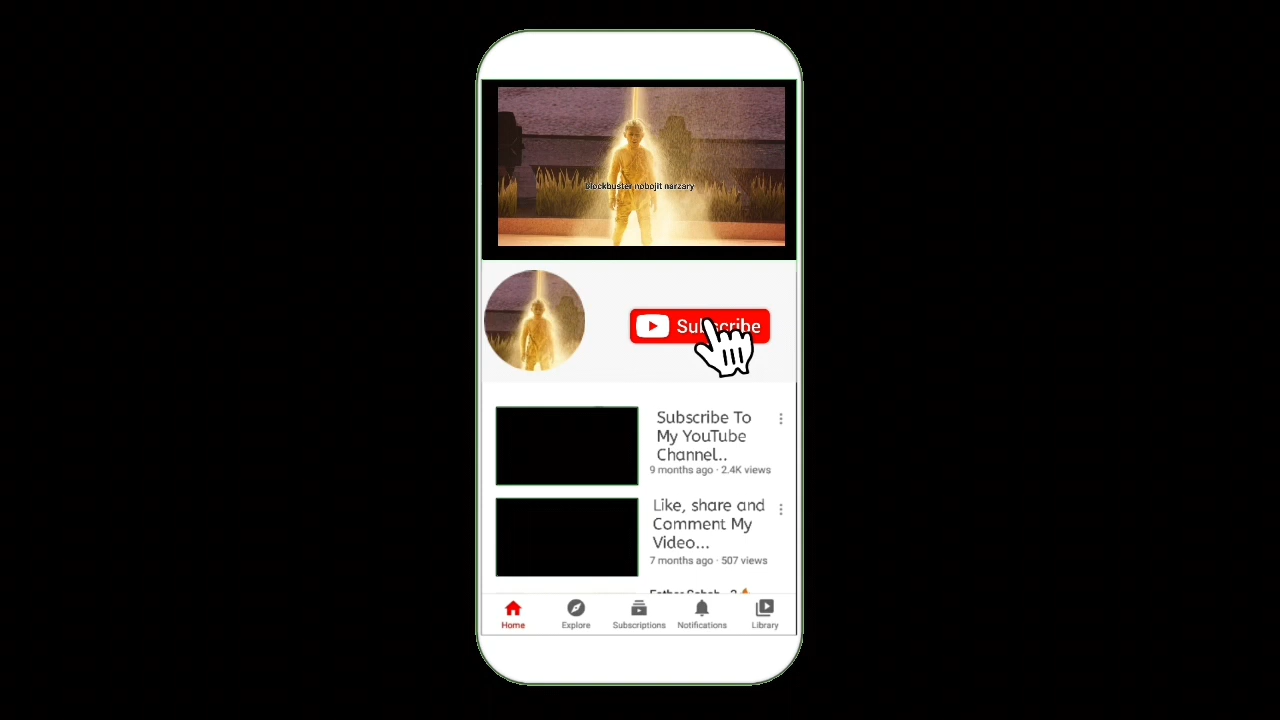 blockbuster nobojit narzary
Subscribe
Subscribe To
My YouTube
Channel..
9 months ago · 2.4K views
Like, share and
Comment My
Video...
7 months ago · 507 views
Home
Explore
Subscriptions
Notifications
Library